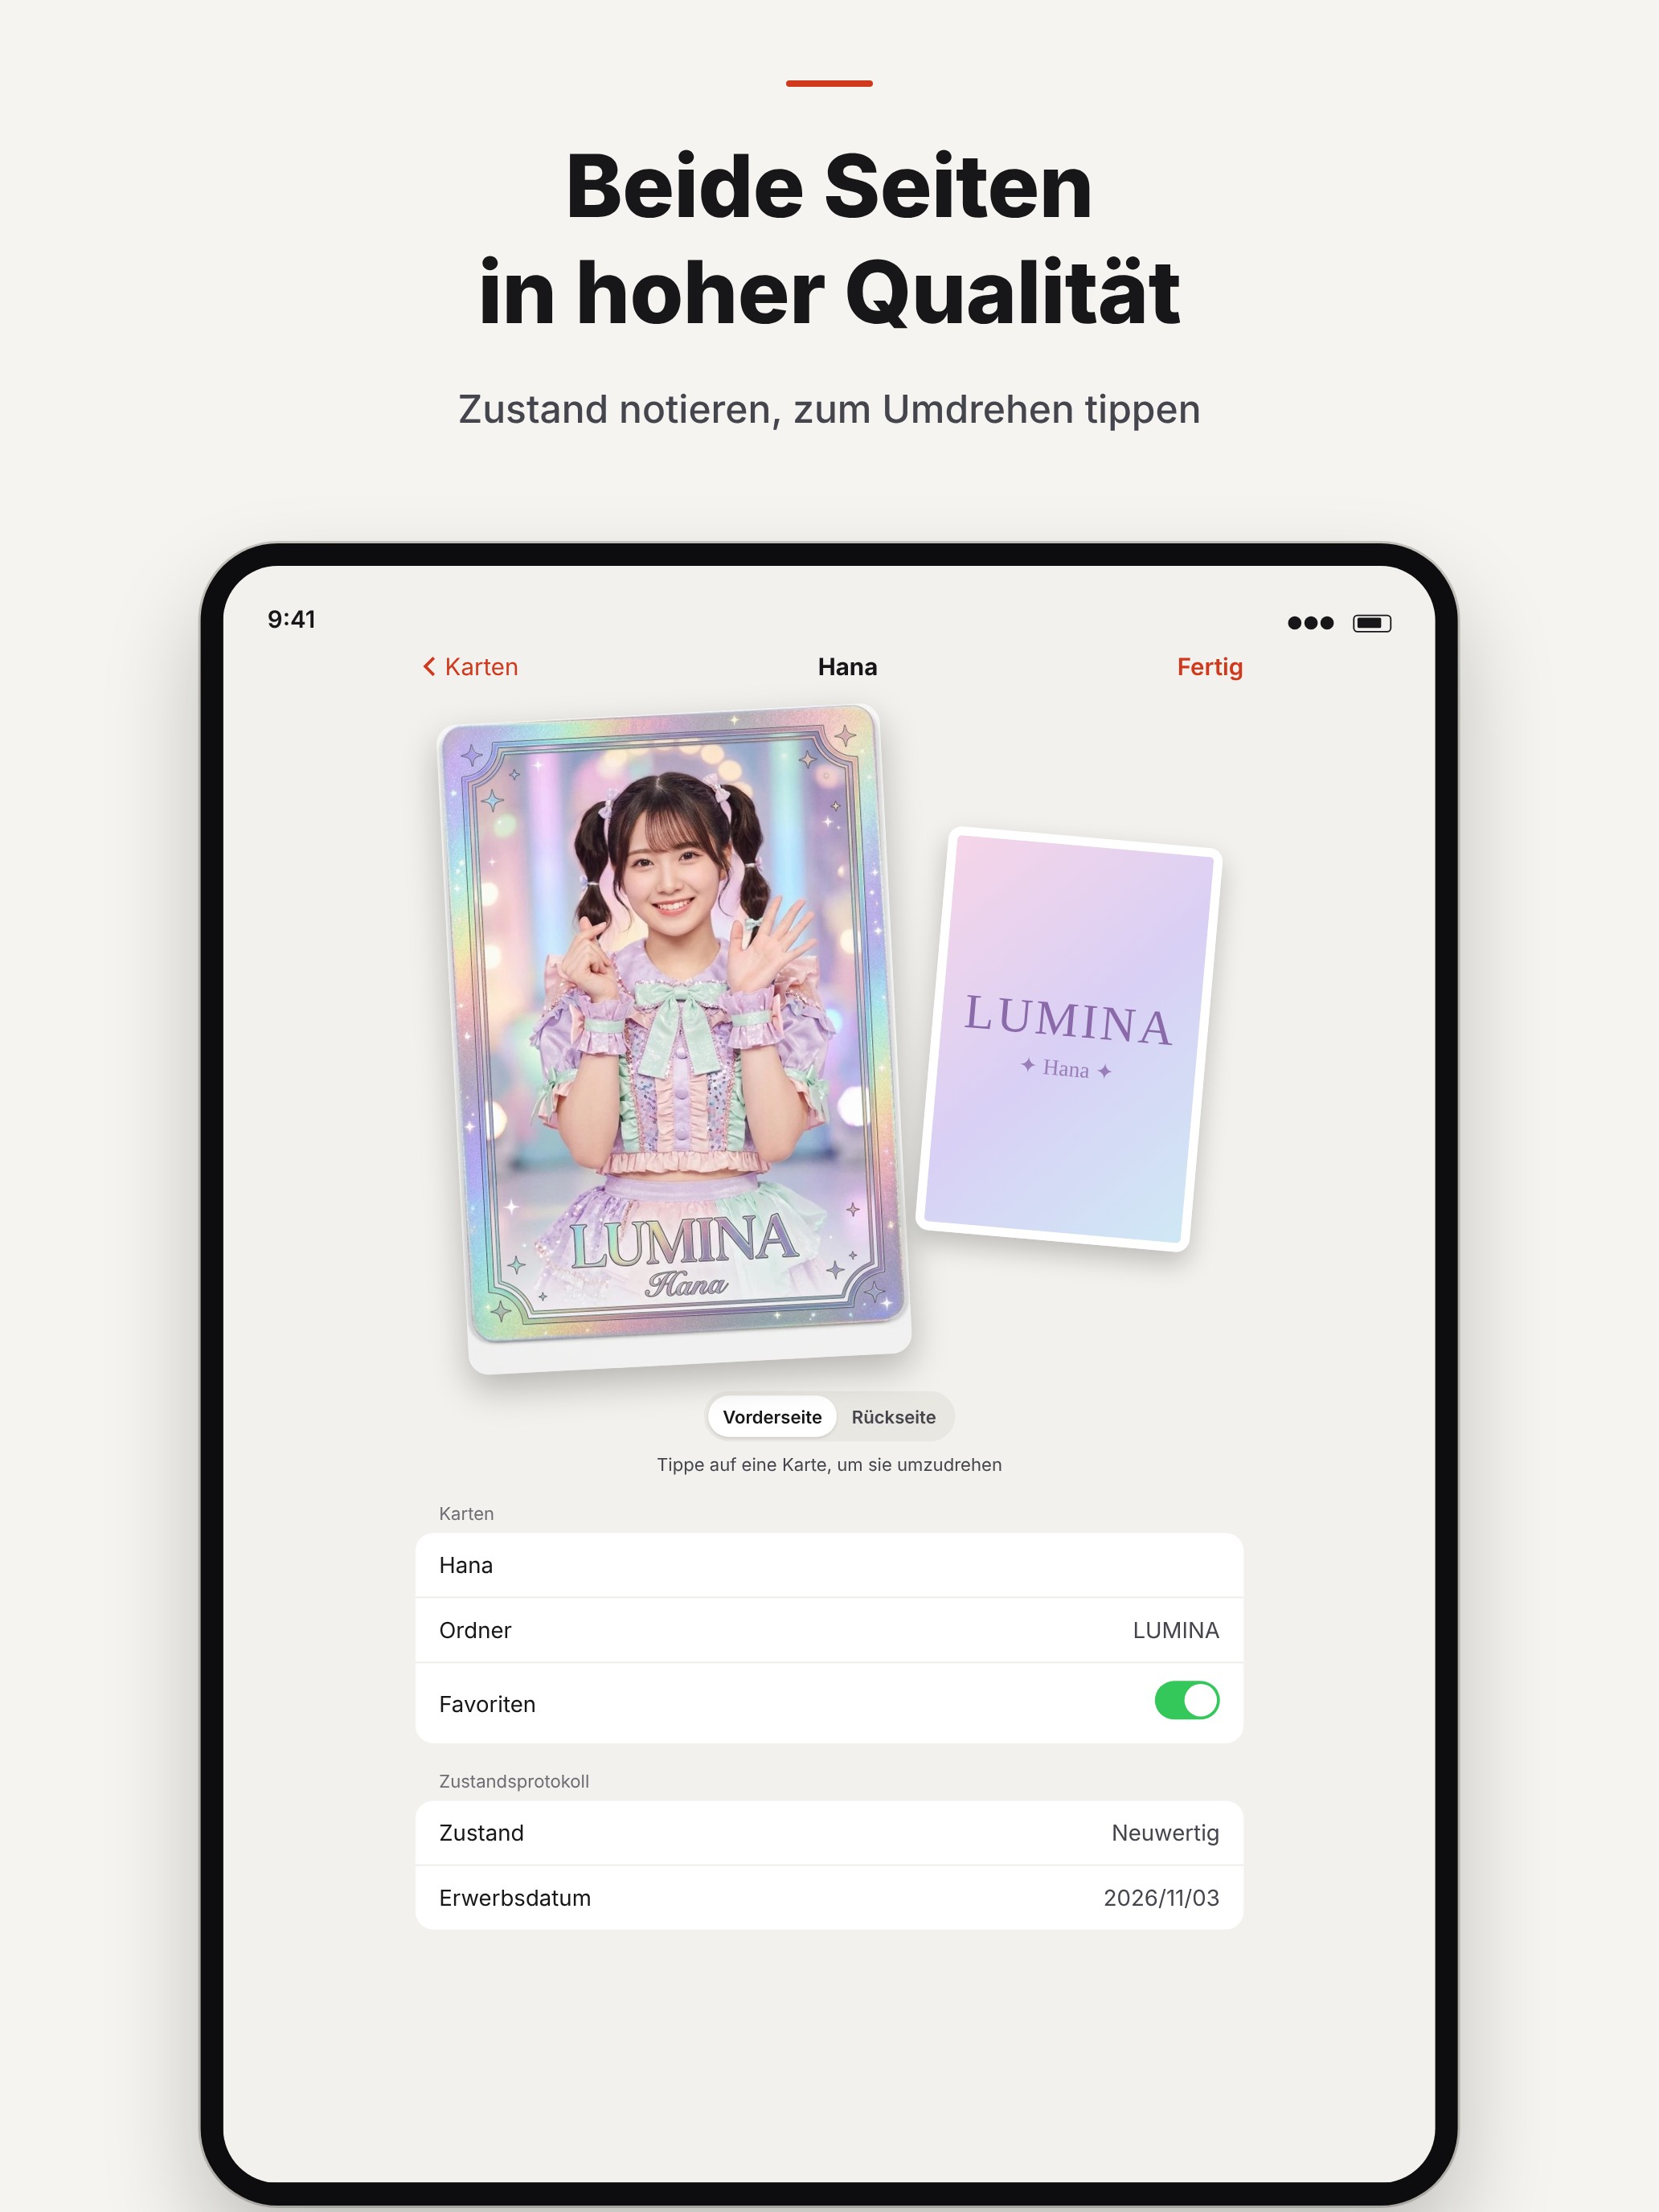 Beide Seiten
in hoher Qualität
Zustand notieren, zum Umdrehen tippen
9:41
Karten
Hana
Fertig
LUMINA
Hana
LUMINA
✦ Hana ✦
Vorderseite
Rückseite
Tippe auf eine Karte, um sie umzudrehen
Karten
Hana
Ordner
LUMINA
Favoriten
Zustandsprotokoll
Zustand
Neuwertig
Erwerbsdatum
2026/11/03